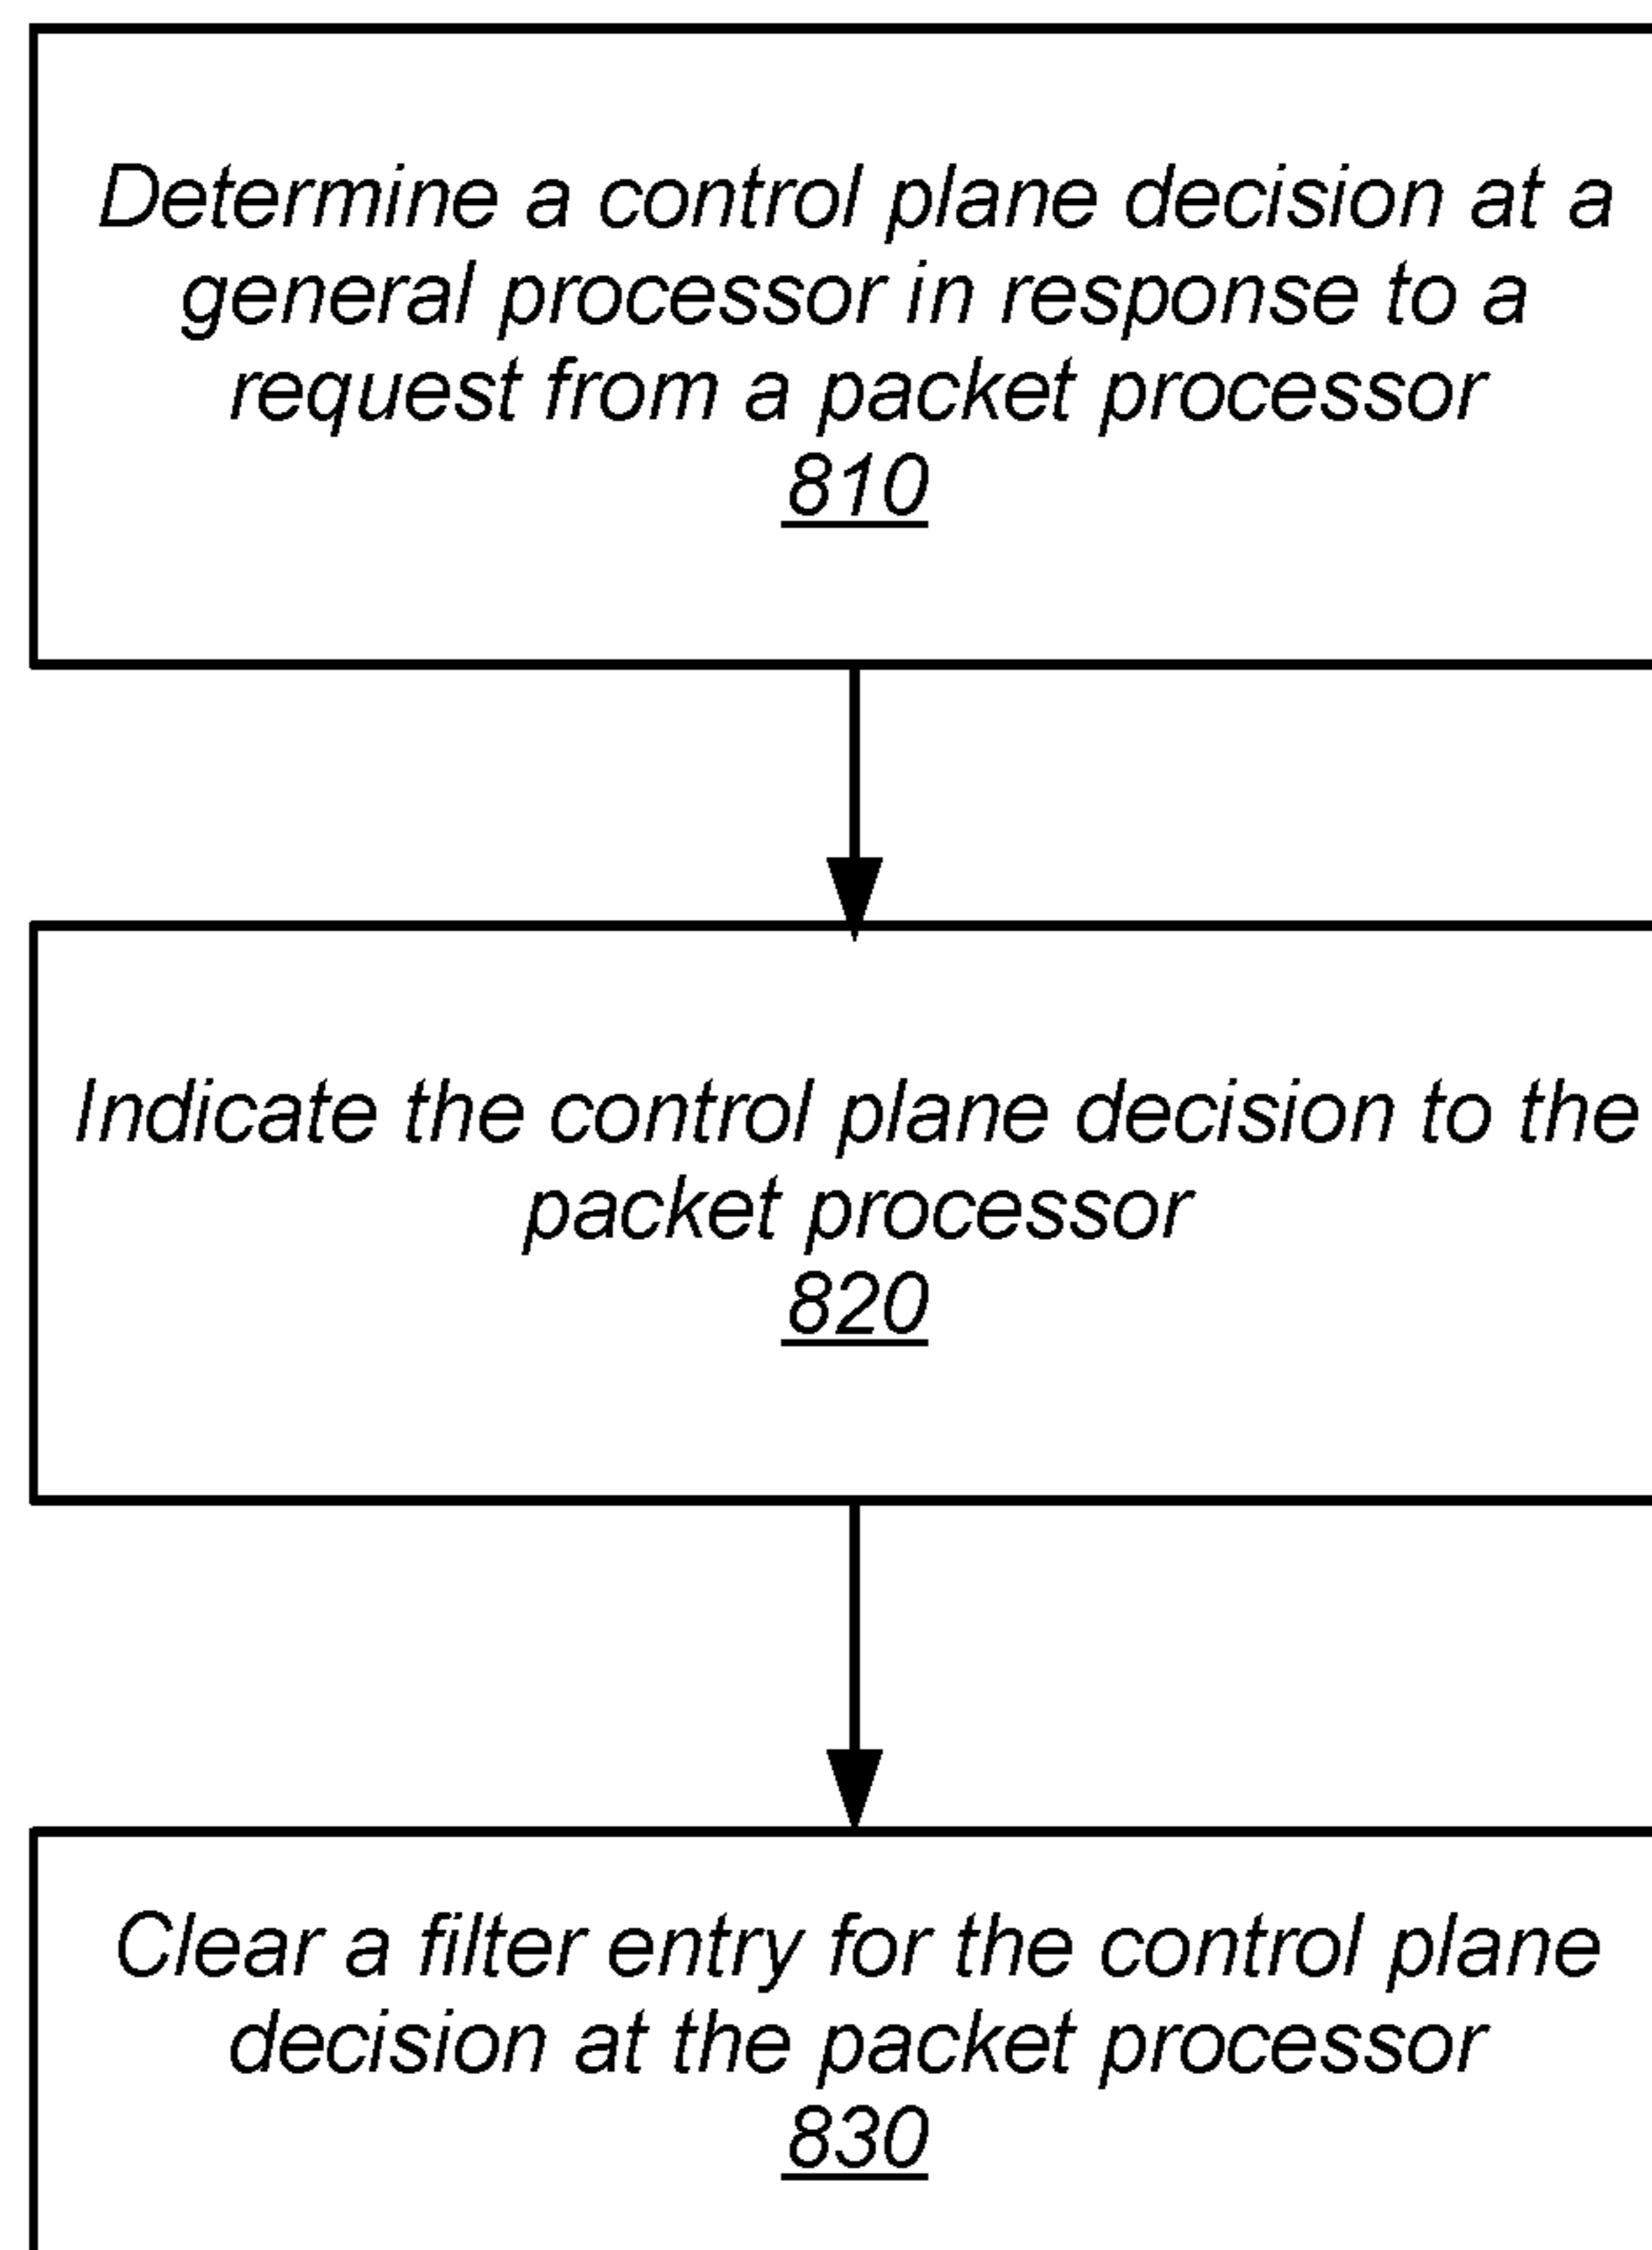 Determine a control plane decision at a
general processor in response to a
request from a packet processor
810
Indicate the control plane decision to the
packet processor
820
Clear a filter entry for the control plane
decision at the packet processor
830